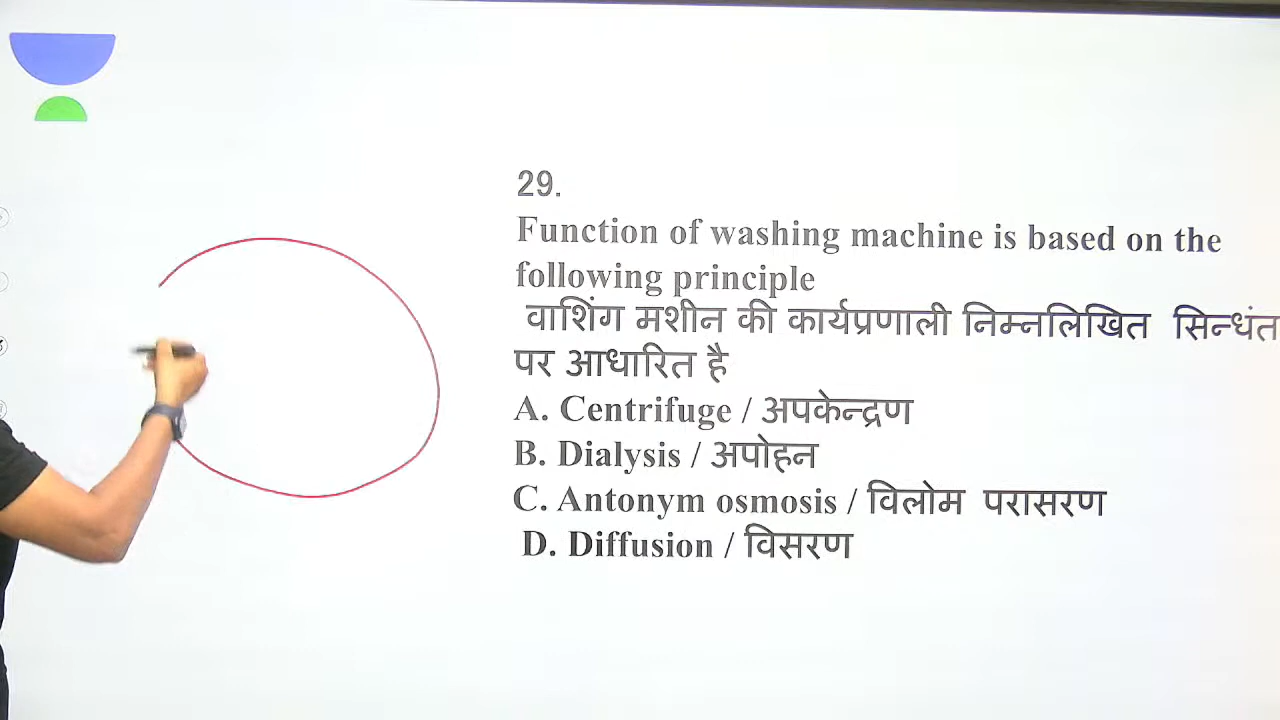 29.
Function of washing machine is based on the
following principle
वाशिंग मशीन की कार्यप्रणाली निम्नलिखित सिन्धंत
पर आधारित है
A. Centrifuge / अपकेन्द्रण
B. Dialysis / अपोहन
C. Antonym osmosis / विलोम परासरण
D. Diffusion / विसरण